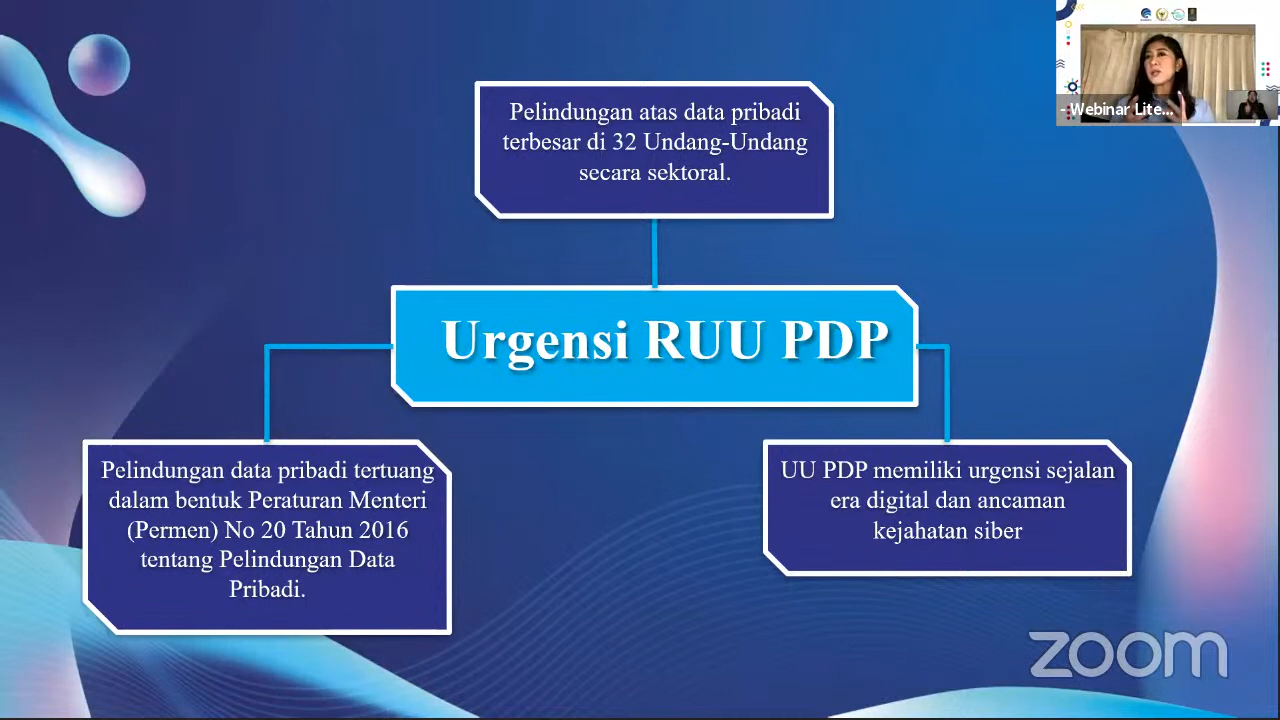 Pelindungan atas data pribadi
terbesar di 32 Undang-Undang
secara sektoral.
- Webinar Lite...
Urgensi RUU PDP
Pelindungan data pribadi tertuang
dalam bentuk Peraturan Menteri
(Permen) No 20 Tahun 2016
tentang Pelindungan Data
Pribadi.
UU PDP memiliki urgensi sejalan
era digital dan ancaman
kejahatan siber
zoom